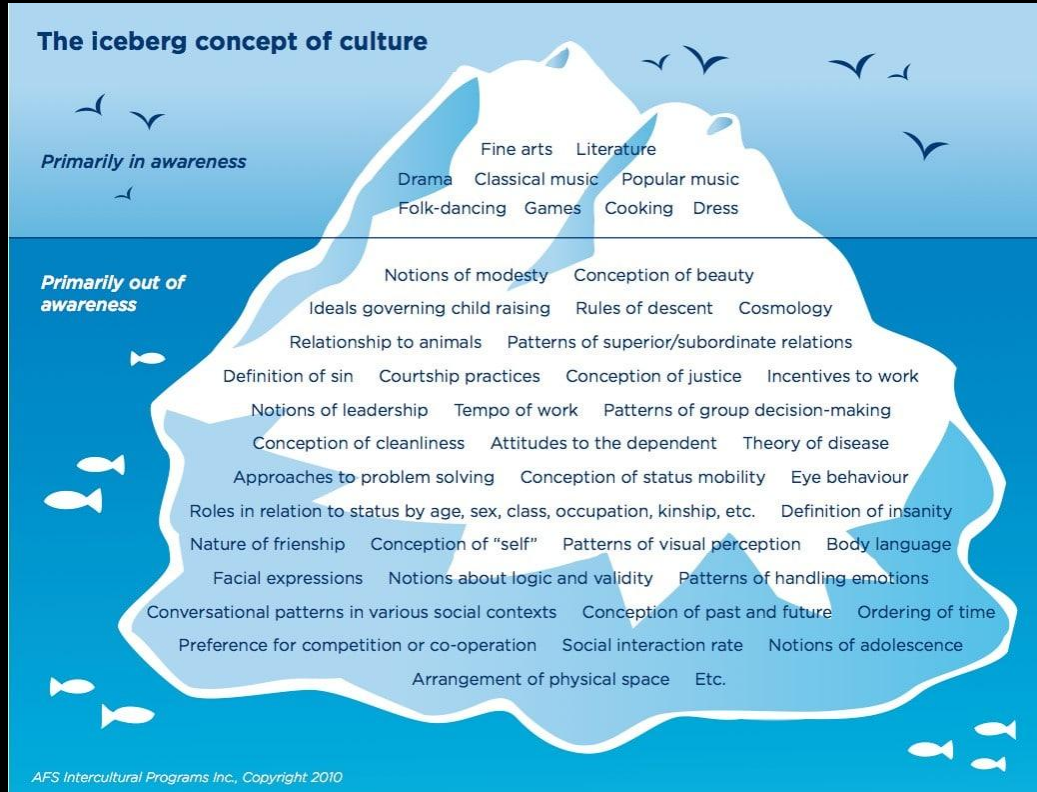 The iceberg concept of culture
Primarily in awareness
Fine arts Literature
Drama Classical music Popular music
Folk-dancing Games Cooking Dress
Primarily out of
awareness
Notions of modesty Conception of beauty
Ideals governing child raising Rules of descent Cosmology
Relationship to animals Patterns of superior/subordinate relations
Definition of sin Courtship practices Conception of justice Incentives to work
Notions of leadership Tempo of work Patterns of group decision-making
Conception of cleanliness Attitudes to the dependent Theory of disease
Approaches to problem solving Conception of status mobility Eye behaviour
Roles in relation to status by age, sex, class, occupation, kinship, etc. Definition of insanity
Nature of frienship Conception of “self” Patterns of visual perception Body language
Facial expressions Notions about logic and validity Patterns of handling emotions
Conversational patterns in various social contexts Conception of past and future Ordering of time
Preference for competition or co-operation Social interaction rate Notions of adolescence
Arrangement of physical space Etc.
AFS Intercultural Programs Inc., Copyright 2010